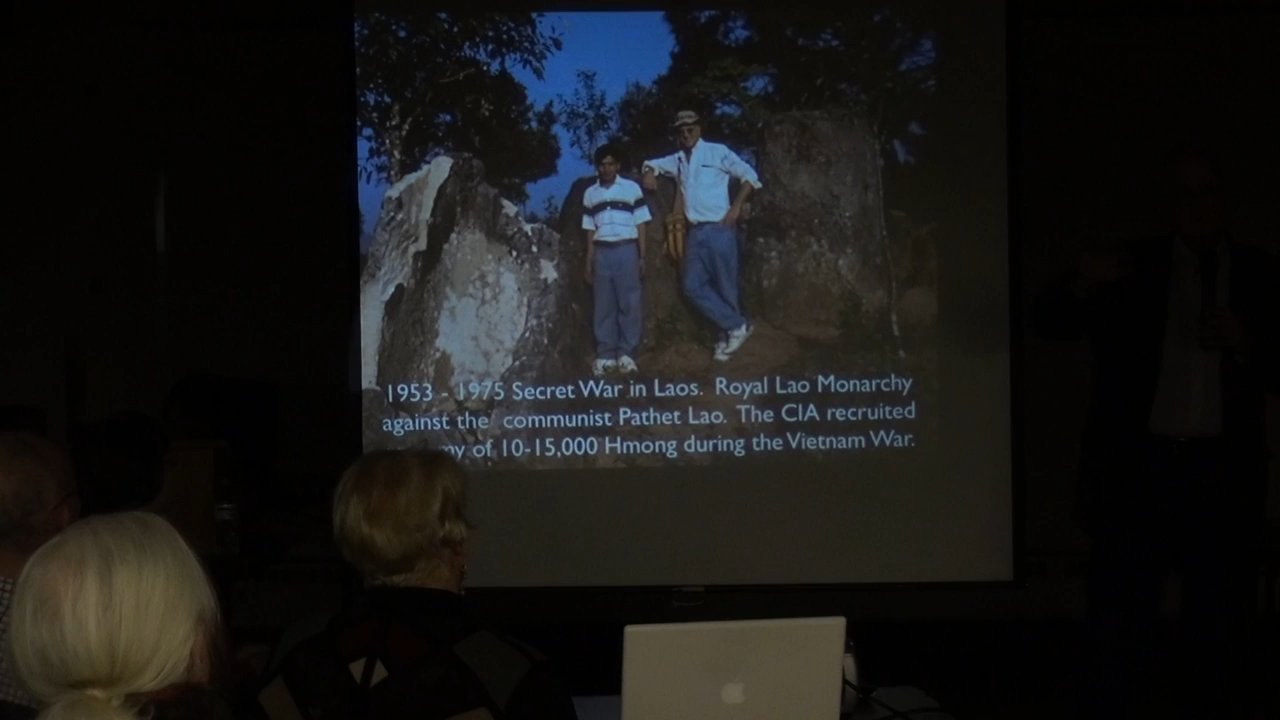 1953 - 1975 Secret War in Laos. Royal Lao Monarchy
against the communist Pathet Lao. The CIA recruited
of 10-15,000 Hmong during the Vietnam War.